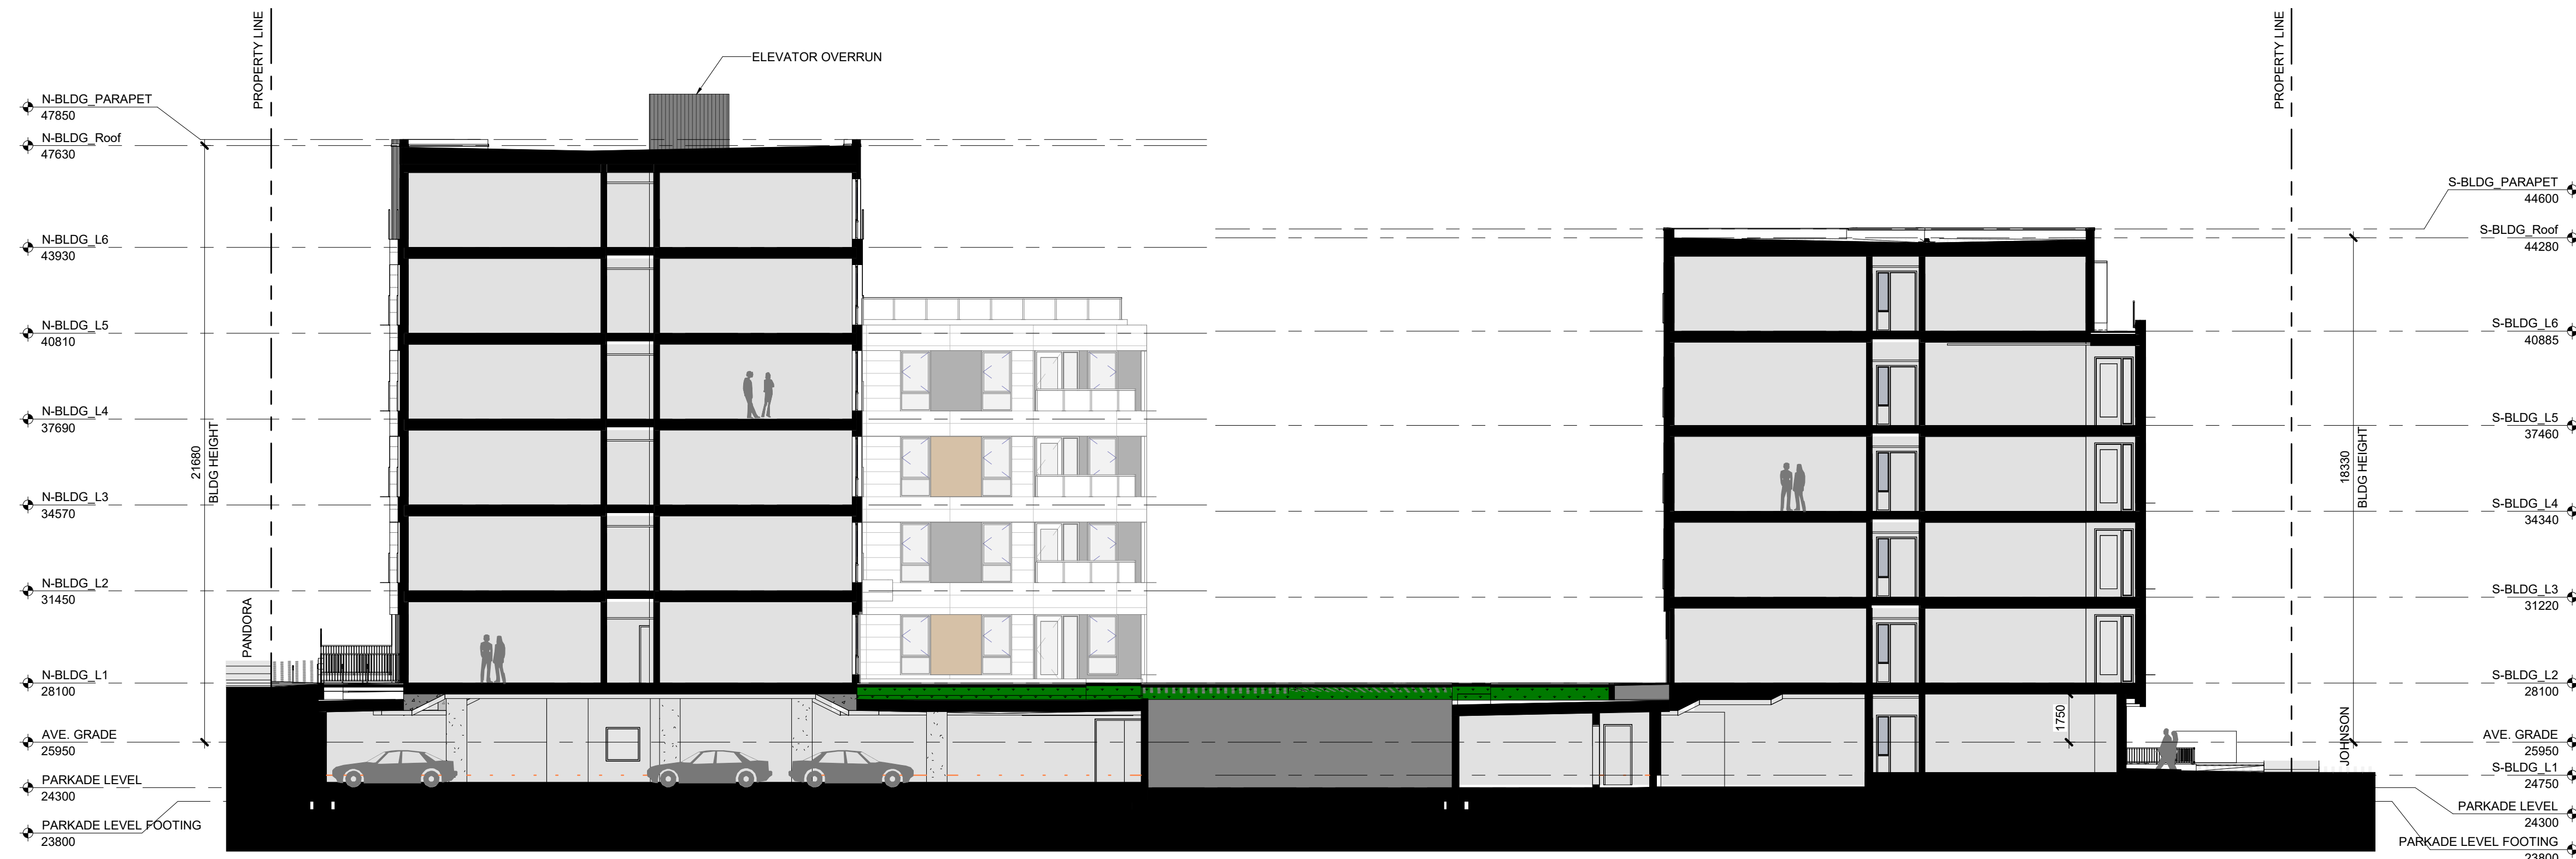 PROPERTY LINE
ELEVATOR OVERRUN
PROPERTY LINE
N-BLDG_PARAPET
47850
N-BLDG_Roof
47630
N-BLDG_L6
43930
N-BLDG_L5
40810
N-BLDG_L4
37690
N-BLDG_L3
34570
N-BLDG_L2
31450
N-BLDG_L1
28100
AVE. GRADE
25950
PARKADE LEVEL
24300
PARKADE LEVEL FOOTING
23800
21680
BLDG HEIGHT
PANDORA
S-BLDG_PARAPET
44600
S-BLDG_Roof
44280
S-BLDG_L6
40885
S-BLDG_L5
37460
S-BLDG_L4
34340
S-BLDG_L3
31220
S-BLDG_L2
28100
AVE. GRADE
25950
S-BLDG_L1
24750
PARKADE LEVEL
24300
PARKADE LEVEL FOOTING
23800
18330
BLDG HEIGHT
1750
JOHNSON